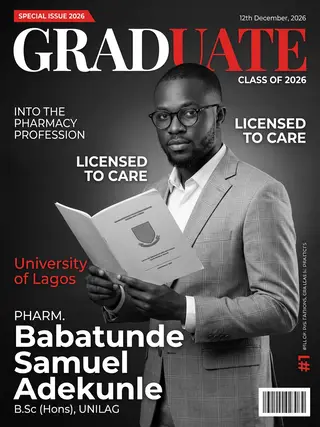 SPECIAL ISSUE 2026
12th December, 2026
GRADUATE
CLASS OF 2026
INTO THE
PHARMACY
PROFESSION
LICENSED
TO CARE
LICENSED
TO CARE
University
of Lagos
PHARM.
Babatunde
Samuel
Adekunle
B.Sc (Hons), UNILAG
#1